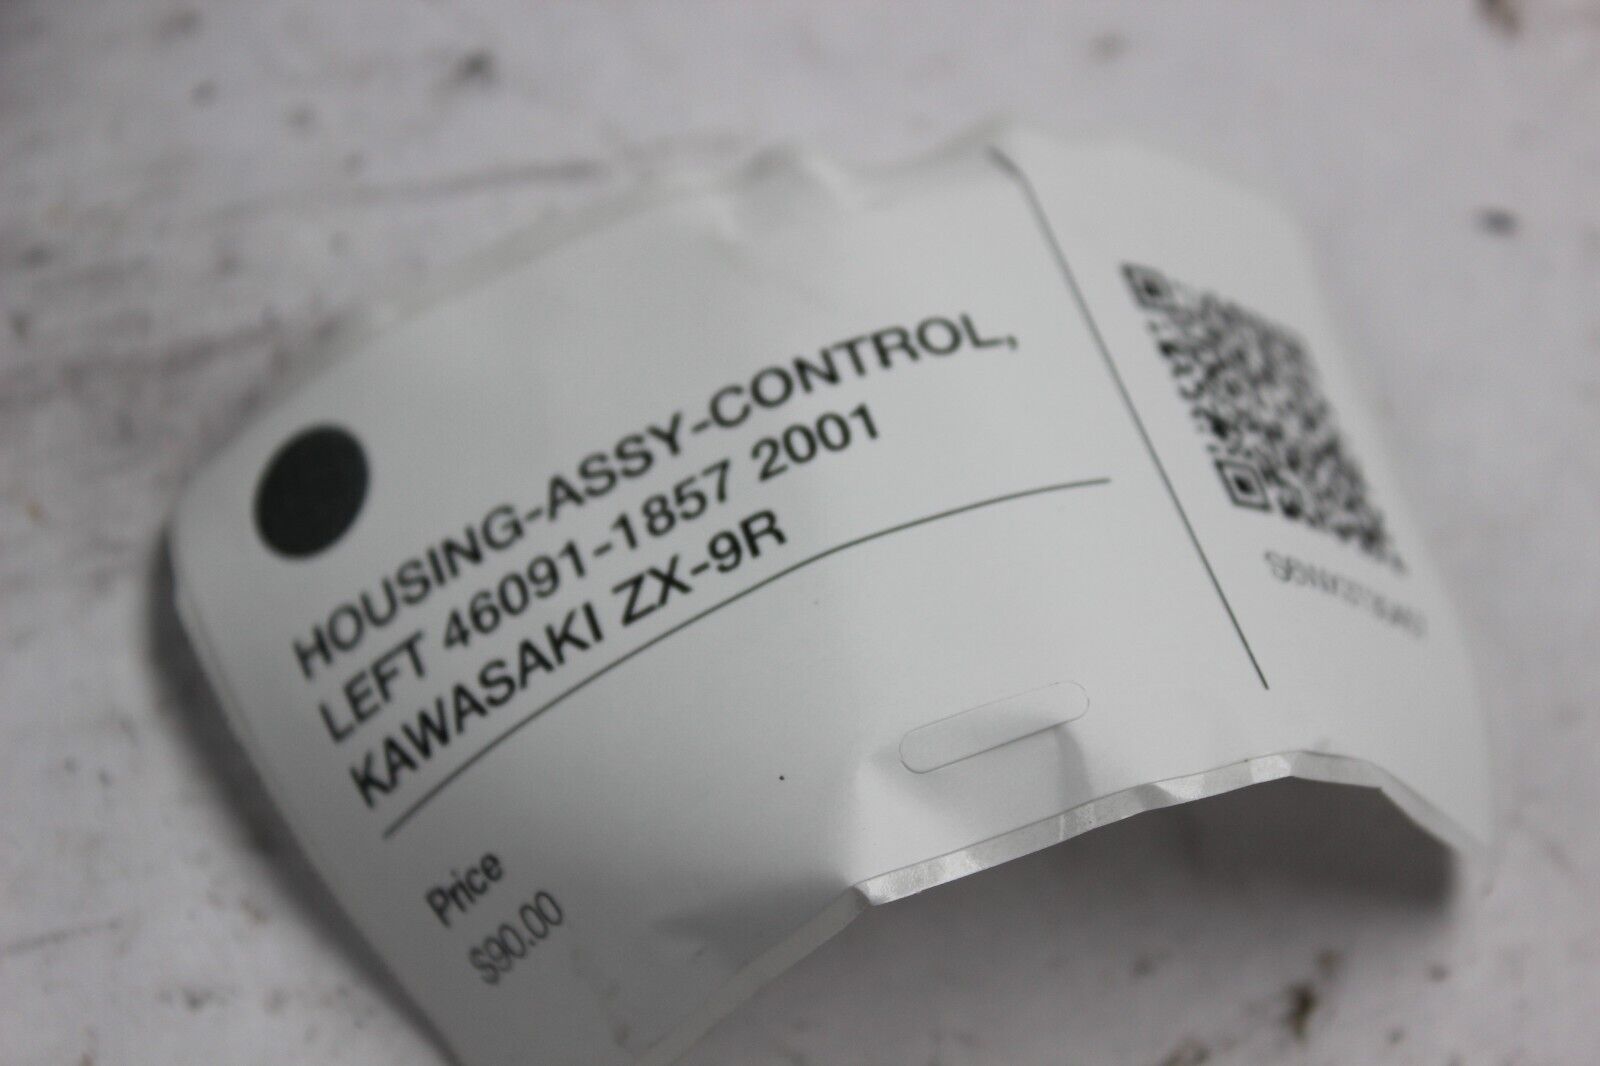 HOUSING-ASSY-CONTROL,
LEFT 46091-1857 2001
KAWASAKI ZX-9R
Price
$90.00